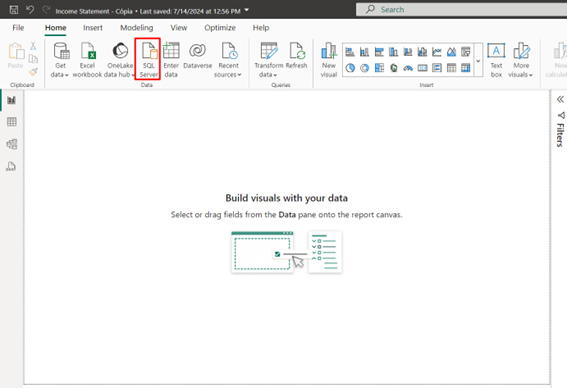 Income Statement - Cópia • Last saved: 7/14/2024 at 12:56 PM
Search
File Home Insert Modeling View Optimize Help
Paste
Get data
Excel workbook
OneLake data hub
SQL Server
Enter data
Dataverse
Recent sources
Transform data
Refresh
New visual
Text box
More visuals
New
Clipboard
Data
Queries
Insert
Filters
Build visuals with your data
Select or drag fields from the Data pane onto the report canvas.